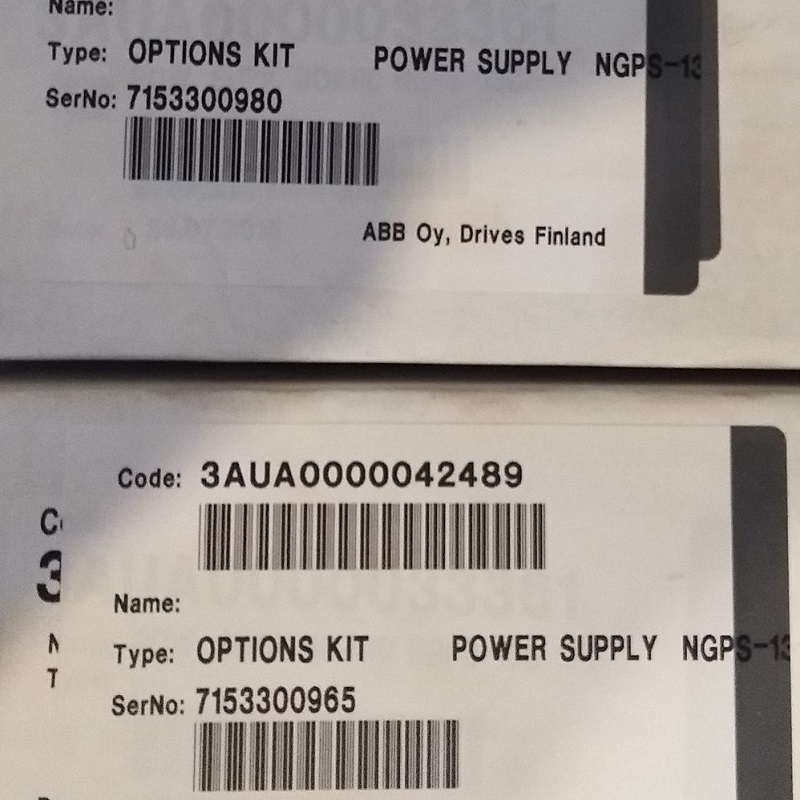 Name:
Type: OPTIONS KIT POWER SUPPLY NGPS-13
SerNo: 7153300980
ABB Oy, Drives Finland
Code: 3AUA0000042489
Name:
Type: OPTIONS KIT POWER SUPPLY NGPS-13
SerNo: 7153300965